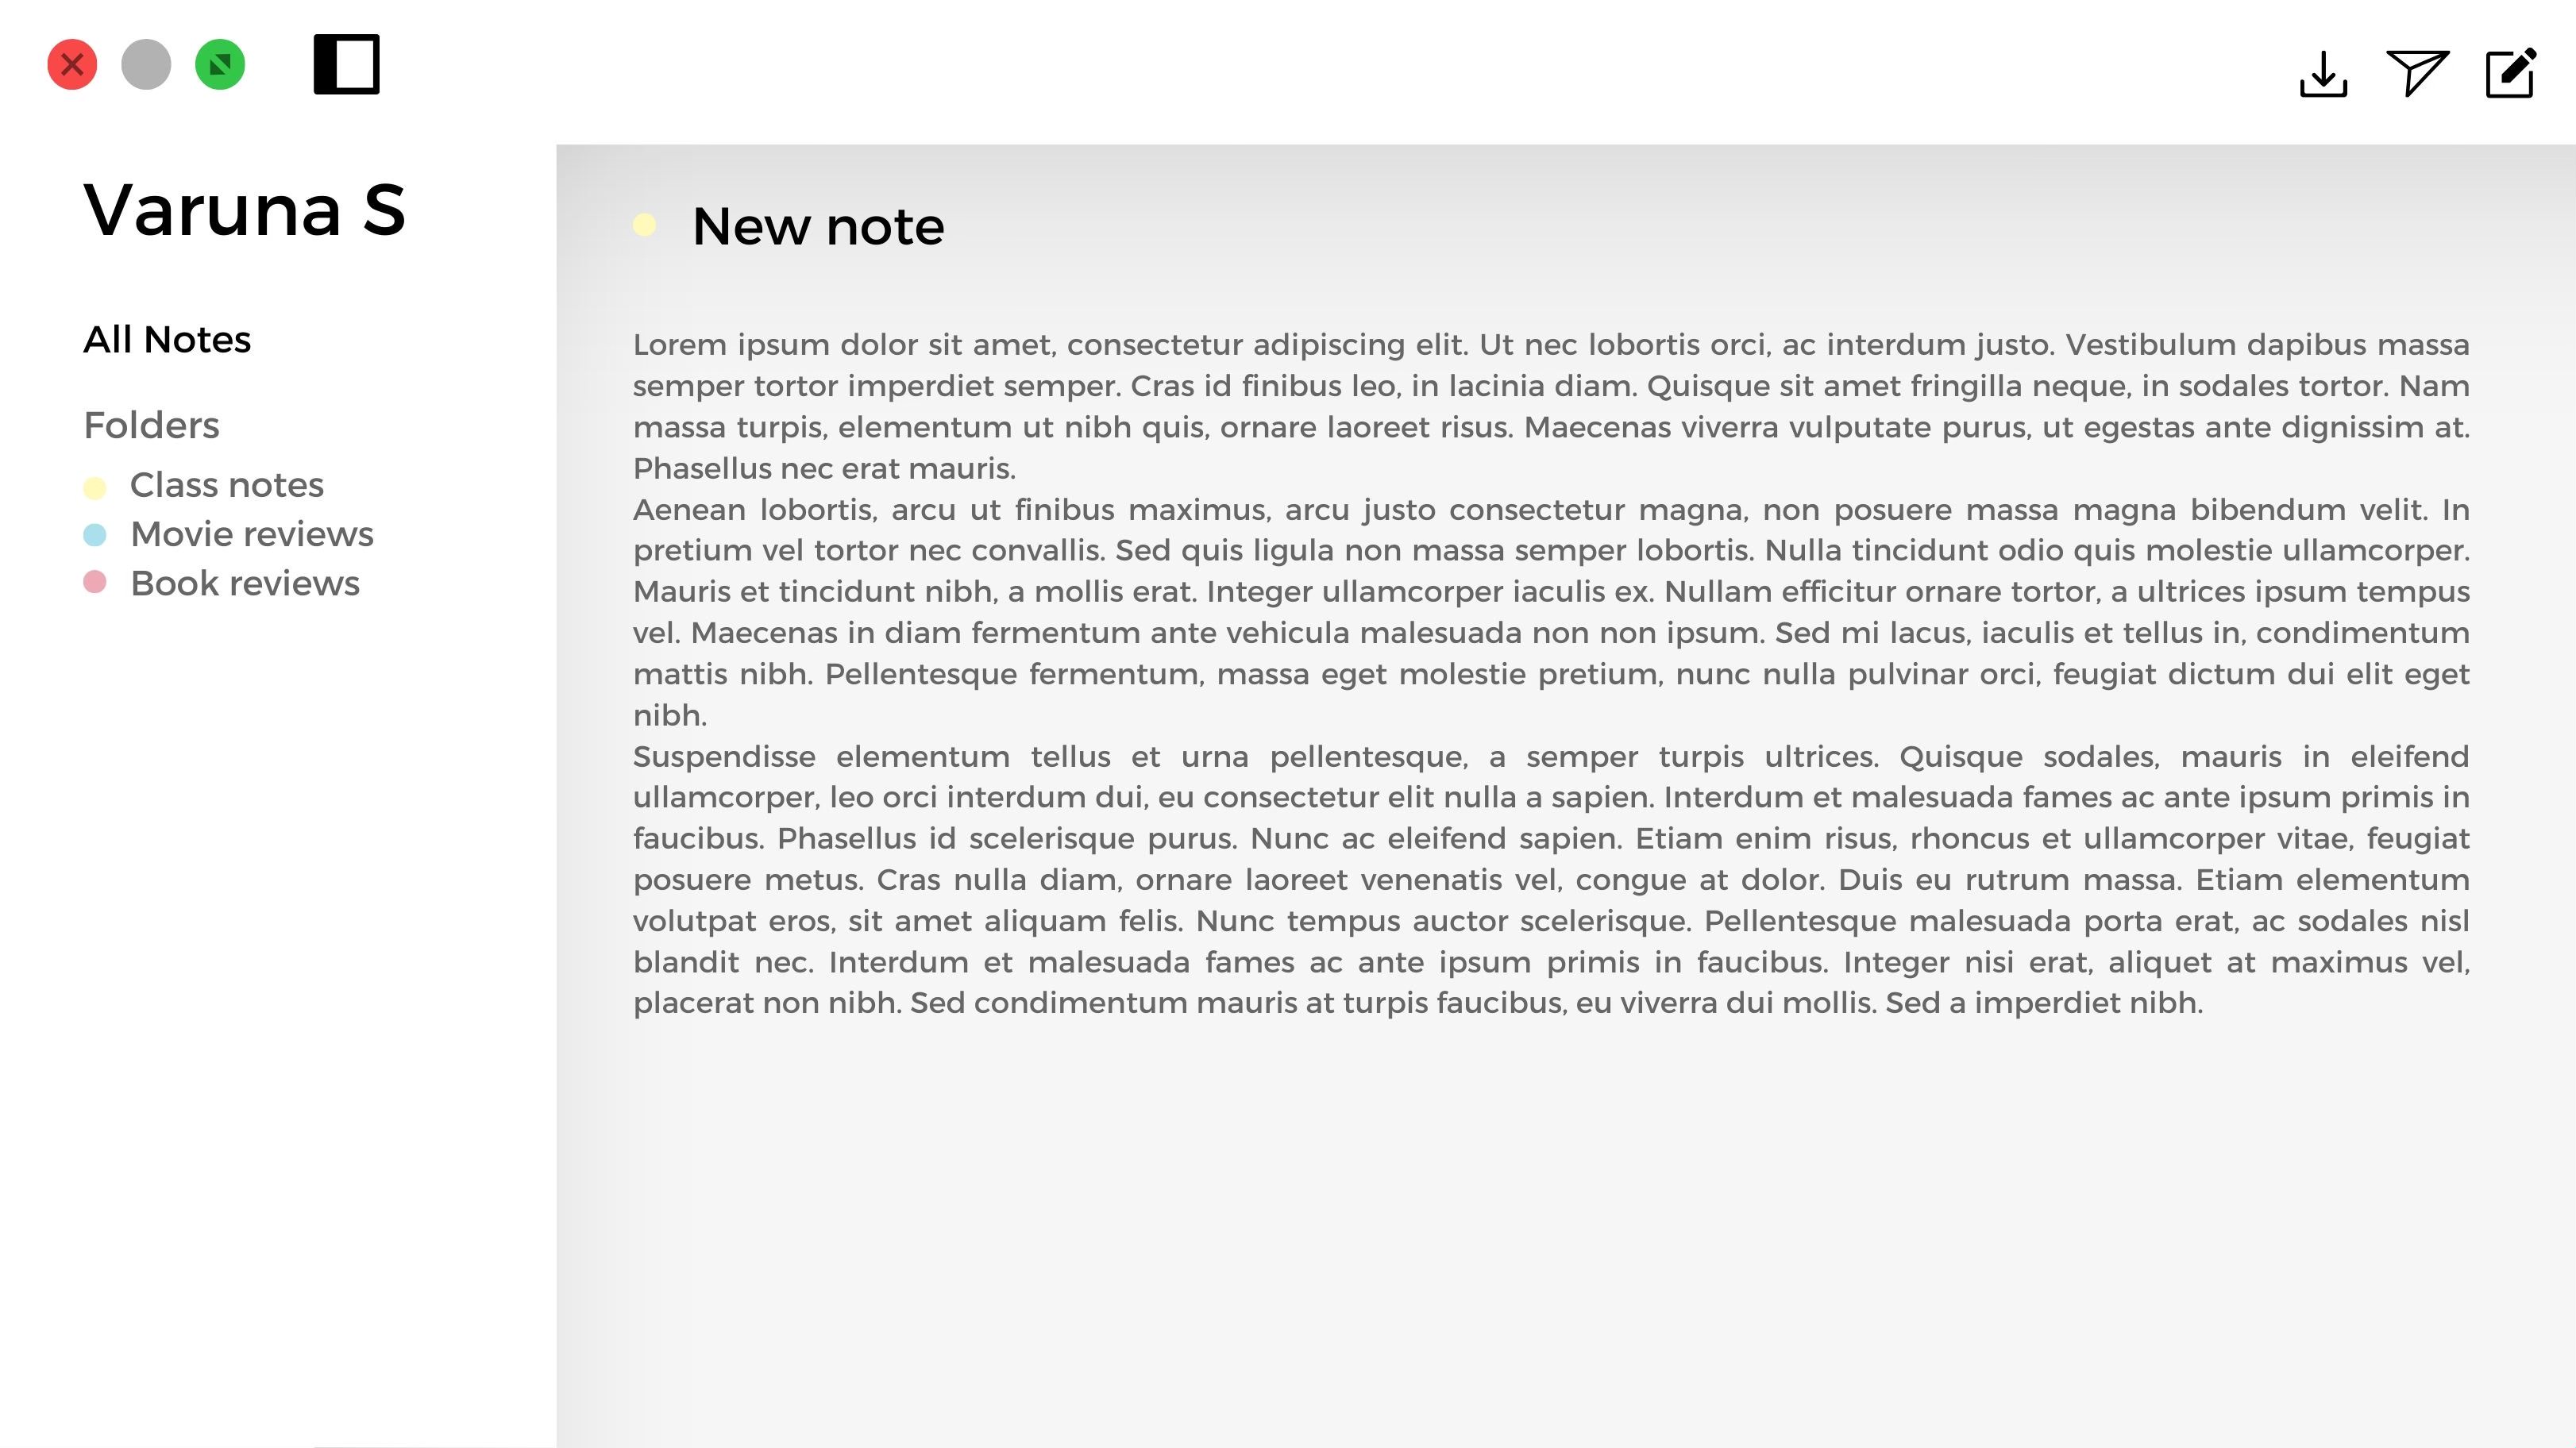 Varuna S
All Notes
Folders
Class notes
Movie reviews
Book reviews
New note
Lorem ipsum dolor sit amet, consectetur adipiscing elit. Ut nec lobortis orci, ac interdum justo. Vestibulum dapibus massa
semper tortor imperdiet semper. Cras id finibus leo, in lacinia diam. Quisque sit amet fringilla neque, in sodales tortor. Nam
massa turpis, elementum ut nibh quis, ornare laoreet risus. Maecenas viverra vulputate purus, ut egestas ante dignissim at.
Phasellus nec erat mauris.
Aenean lobortis, arcu ut finibus maximus, arcu justo consectetur magna, non posuere massa magna bibendum velit. In
pretium vel tortor nec convallis. Sed quis ligula non massa semper lobortis. Nulla tincidunt odio quis molestie ullamcorper.
Mauris et tincidunt nibh, a mollis erat. Integer ullamcorper iaculis ex. Nullam efficitur ornare tortor, a ultrices ipsum tempus
vel. Maecenas in diam fermentum ante vehicula malesuada non non ipsum. Sed mi lacus, iaculis et tellus in, condimentum
mattis nibh. Pellentesque fermentum, massa eget molestie pretium, nunc nulla pulvinar orci, feugiat dictum dui elit eget
nibh.
Suspendisse elementum tellus et urna pellentesque, a semper turpis ultrices. Quisque sodales, mauris in eleifend
ullamcorper, leo orci interdum dui, eu consectetur elit nulla a sapien. Interdum et malesuada fames ac ante ipsum primis in
faucibus. Phasellus id scelerisque purus. Nunc ac eleifend sapien. Etiam enim risus, rhoncus et ullamcorper vitae, feugiat
posuere metus. Cras nulla diam, ornare laoreet venenatis vel, congue at dolor. Duis eu rutrum massa. Etiam elementum
volutpat eros, sit amet aliquam felis. Nunc tempus auctor scelerisque. Pellentesque malesuada porta erat, ac sodales nisl
blandit nec. Interdum et malesuada fames ac ante ipsum primis in faucibus. Integer nisi erat, aliquet at maximus vel,
placerat non nibh. Sed condimentum mauris at turpis faucibus, eu viverra dui mollis. Sed a imperdiet nibh.